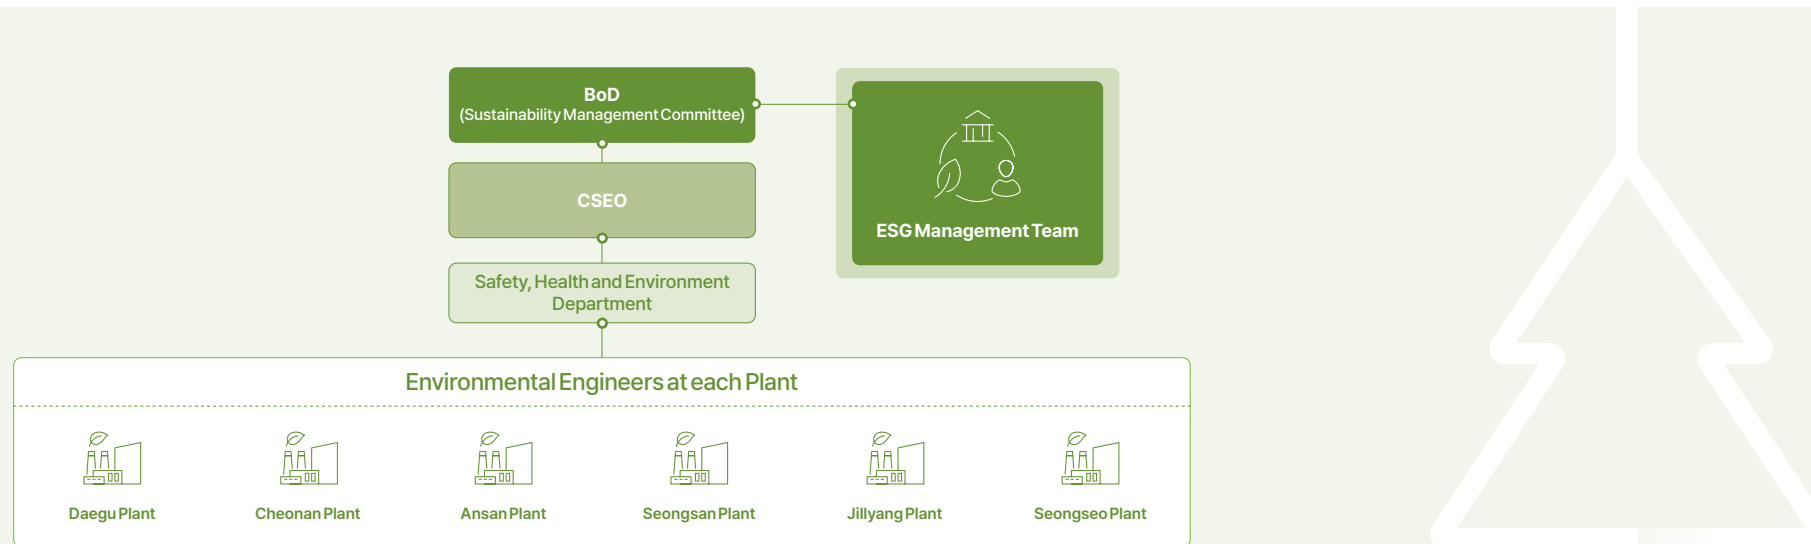 BoD
(Sustainability Management Committee)
CSEO
ESG Management Team
Safety, Health and Environment
Department
Environmental Engineers at each Plant
Daegu Plant
Cheonan Plant
Ansan Plant
Seongsan Plant
Jillyang Plant
Seongseo Plant